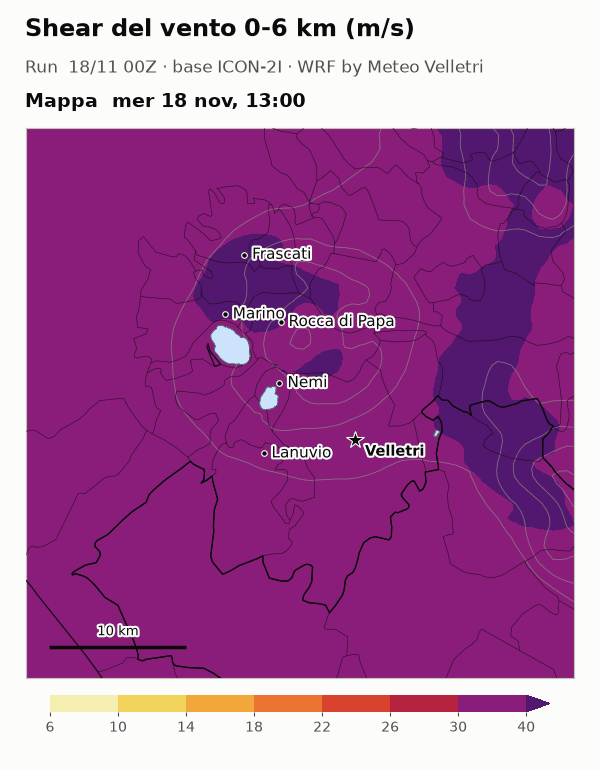 Shear del vento 0-6 km (m/s)
Run  18/11 00Z · base ICON-2I · WRF by Meteo Velletri
Mappa  mer 18 nov, 13:00
Frascati
Marino
Rocca di Papa
Nemi
Velletri
Lanuvio
10 km
6 10 14 18 22 26 30 40